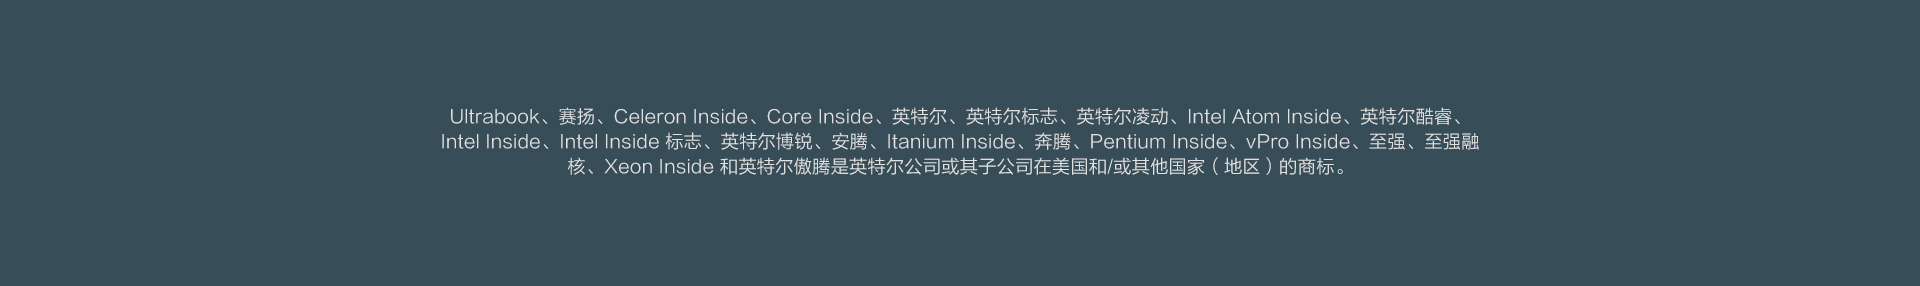 Ultrabook、赛扬、Celeron Inside、Core Inside、英特尔、英特尔标志、英特尔凌动、Intel Atom Inside、英特尔酷睿、
Intel Inside、Intel Inside 标志、英特尔博锐、安腾、Itanium Inside、奔腾、Pentium Inside、vPro Inside、至强、至强融
核、Xeon Inside 和英特尔傲腾是英特尔公司或其子公司在美国和/或其他国家（地区）的商标。